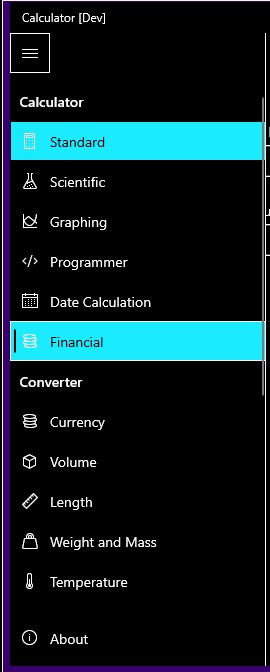 Calculator [Dev]
Calculator
Standard
Scientific
Graphing
Programmer
Date Calculation
Financial
Converter
Currency
Volume
Length
Weight and Mass
Temperature
About